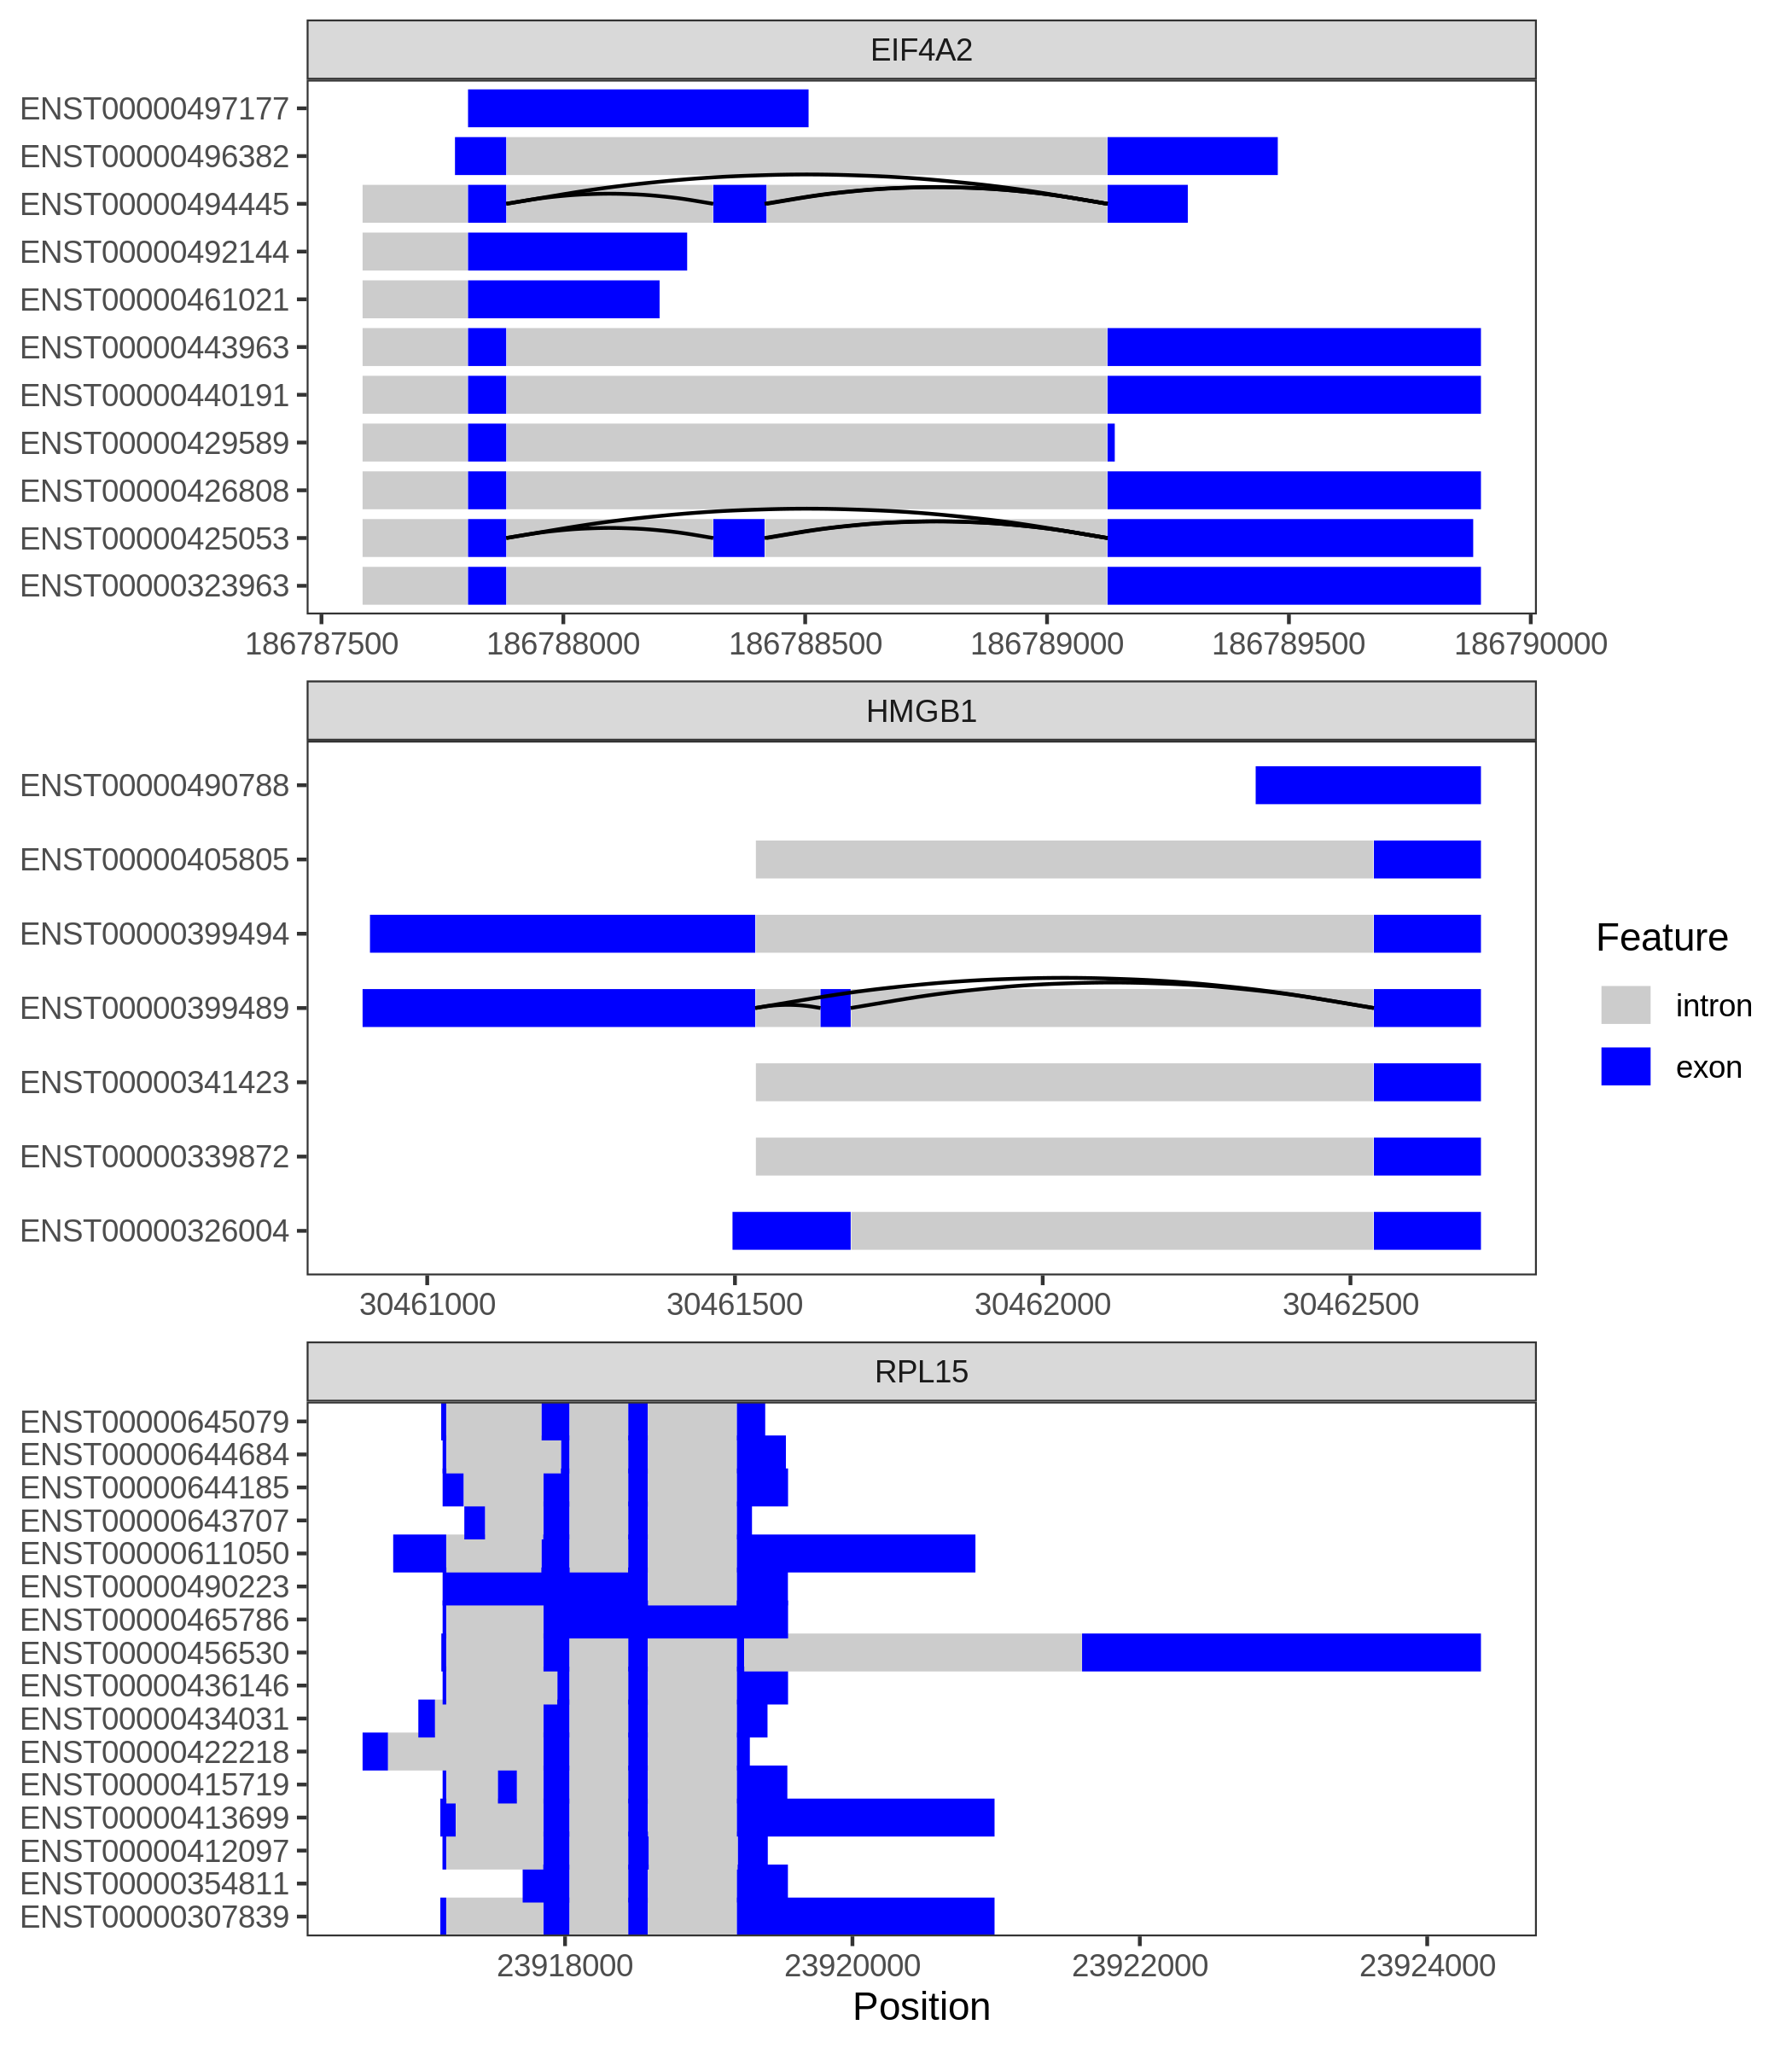 EIF4A2
ENST00000497177
ENST00000496382
ENST00000494445
ENST00000492144
ENST00000461021
ENST00000443963
ENST00000440191
ENST00000429589
ENST00000426808
ENST00000425053
ENST00000323963
186787500 186788000 186788500 186789000 186789500 186790000
HMGB1
ENST00000490788
ENST00000405805
ENST00000399494
ENST00000399489
ENST00000341423
ENST00000339872
ENST00000326004
30461000 30461500 30462000 30462500
Feature
intron
exon
RPL15
ENST00000645079
ENST00000644684
ENST00000644185
ENST00000643707
ENST00000611050
ENST00000490223
ENST00000465786
ENST00000456530
ENST00000436146
ENST00000434031
ENST00000422218
ENST00000415719
ENST00000413699
ENST00000412097
ENST00000354811
ENST00000307839
23918000 23920000 23922000 23924000
Position